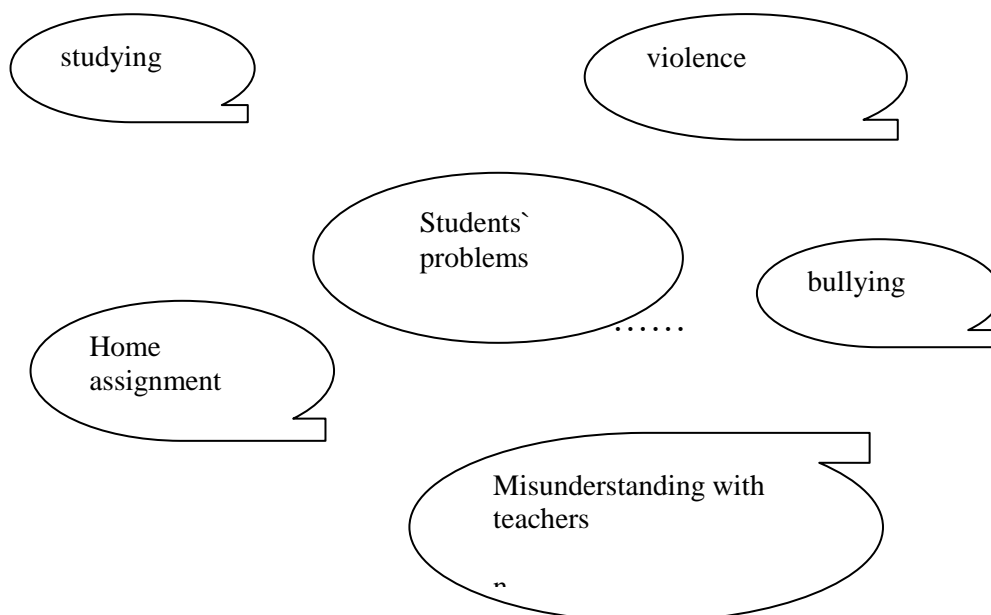 studying
violence
Students`
problems
bullying
......
Home
assignment
Misunderstanding with
teachers